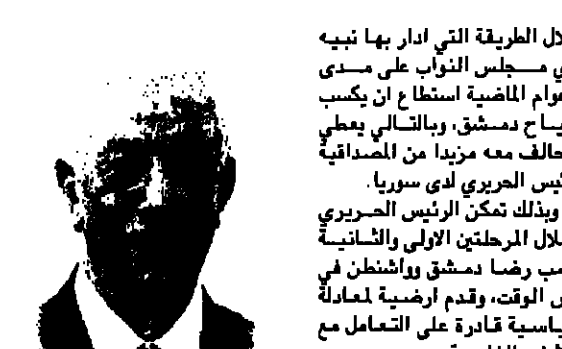 لال الطريقة التي ادار بها نبيه
ي مجلس النواب على مدى
عوام الماضية استطاع ان يكسب
ياح دمشق، وبالتالي يعطي
حالف معه مزيدا من المصداقية
ئيس الحريري لدى سوريا.
وبذلك تمكن الرئيس الحريري
لال المرحلتين الاولى والثانية
سب رضا دمشق وواشنطن في
س الوقت، وقدم ارضية لمعادلة
ياسية قادرة على التعامل مع